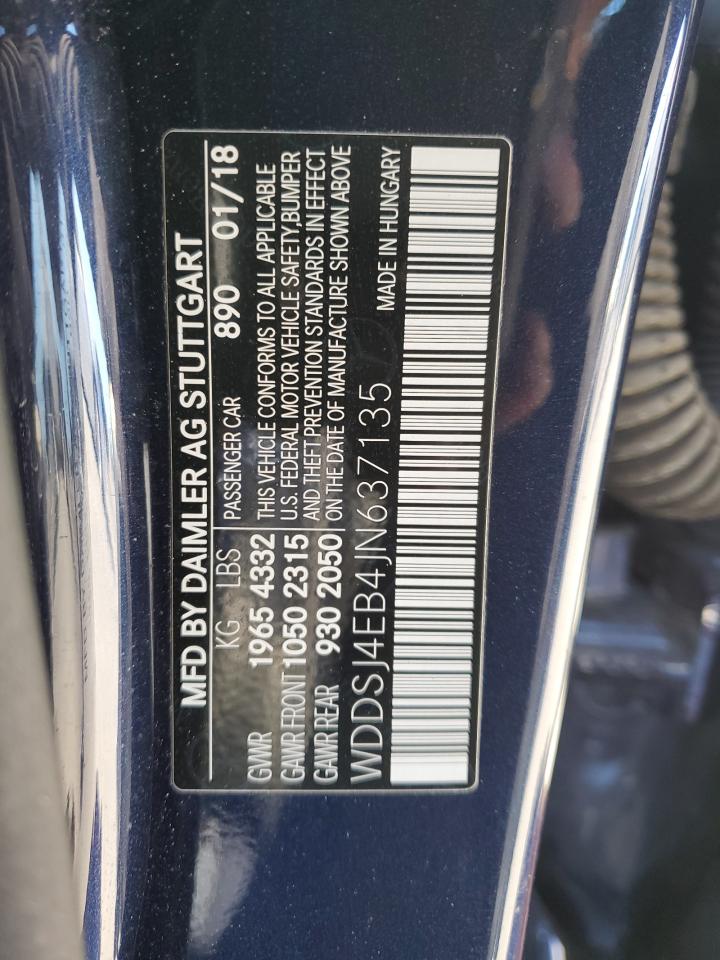 MFD BY DAIMLER AG STUTTGART
KG LBS PASSENGER CAR 890 01/18
GVWR 1965 4332 THIS VEHICLE CONFORMS TO ALL APPLICABLE
GAWR FRONT 1050 2315 U.S. FEDERAL MOTOR VEHICLE SAFETY,BUMPER
GAWR REAR 930 2050 AND THEFT PREVENTION STANDARDS IN EFFECT
ON THE DATE OF MANUFACTURE SHOWN ABOVE
WDDSJ4EB4JN637135 MADE IN HUNGARY